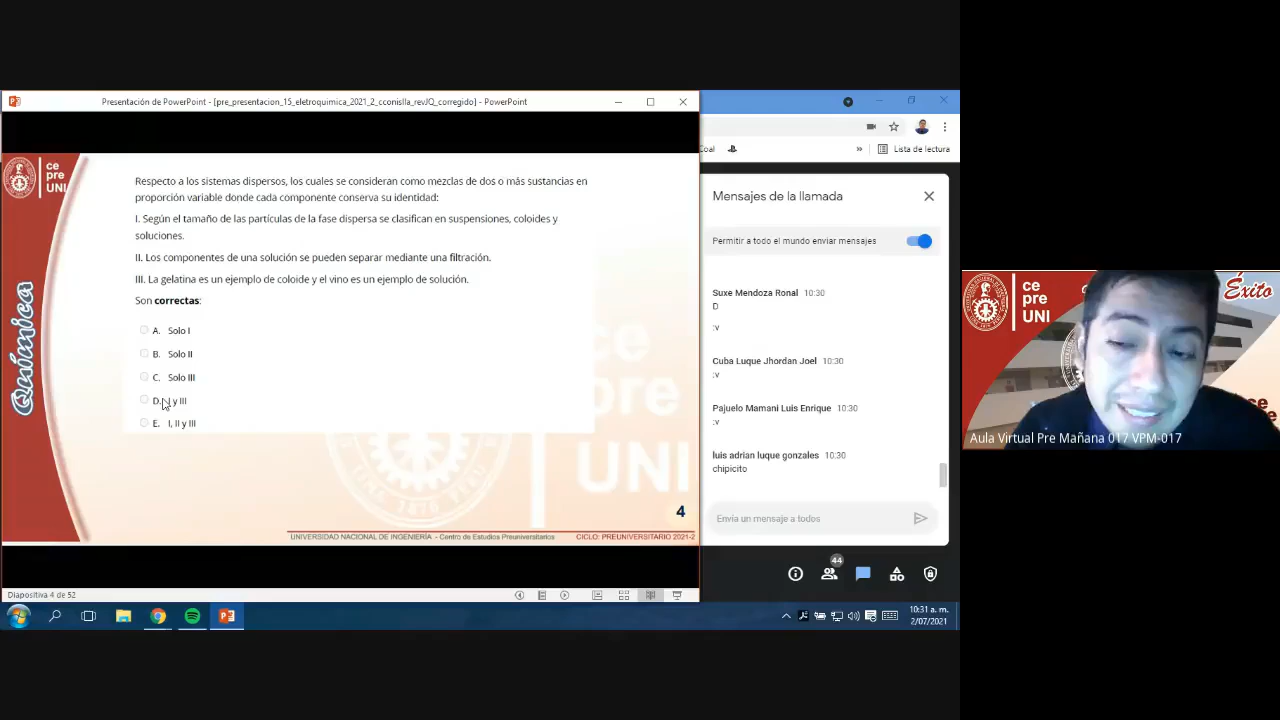 Presentación de PowerPoint - [pre_presentacion_15_eletroquimica_2021_2_cconislla_revJQ_corregido] - PowerPoint
ce
pre
UNI
Química
Respecto a los sistemas dispersos, los cuales se consideran como mezclas de dos o más sustancias en
proporción variable donde cada componente conserva su identidad:
I. Según el tamaño de las partículas de la fase dispersa se clasifican en suspensiones, coloides y
soluciones.
II. Los componentes de una solución se pueden separar mediante una filtración.
III. La gelatina es un ejemplo de coloide y el vino es un ejemplo de solución.
Son correctas:
A. Solo I
B. Solo II
C. Solo III
D. I y III
E. I, II y III
ce
UNI
4
UNIVERSIDAD NACIONAL DE INGENIERÍA - Centro de Estudios Preuniversitarios
CICLO: PREUNIVERSITARIO 2021-2
Diapositiva 4 de 52
Coal
»
Lista de lectura
Mensajes de la llamada
Permitir a todo el mundo enviar mensajes
Suxe Mendoza Ronal 10:30
D
:v
Cuba Luque Jhordan Joel 10:30
:v
Pajuelo Mamani Luis Enrique 10:30
:v
luis adrian luque gonzales 10:30
chipicito
Envía un mensaje a todos
44
10:31 a. m.
2/07/2021
ce
pre
UNI
Éxito
ce
Aula Virtual Pre Mañana 017 VPM-017